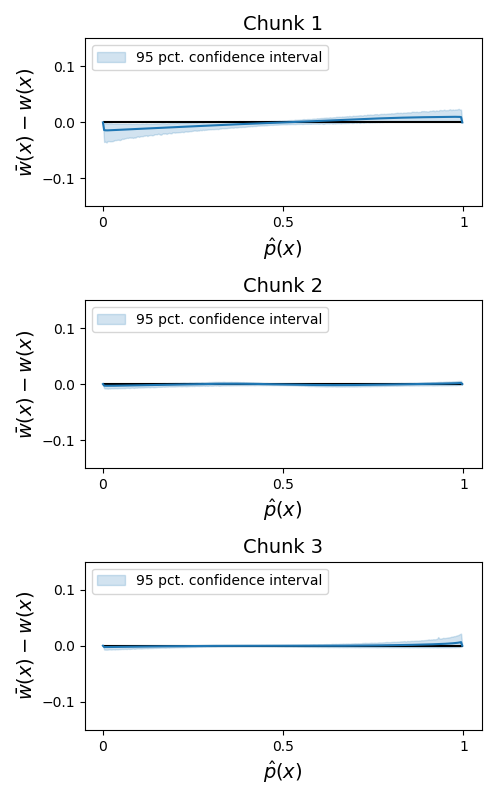 Chunk 1
95 pct. confidence interval
0.1
0.0
−0.1
w̄(x) − w(x)
0
0.5
1
p̂(x)
Chunk 2
95 pct. confidence interval
0.1
0.0
−0.1
w̄(x) − w(x)
0
0.5
1
p̂(x)
Chunk 3
95 pct. confidence interval
0.1
0.0
−0.1
w̄(x) − w(x)
0
0.5
1
p̂(x)